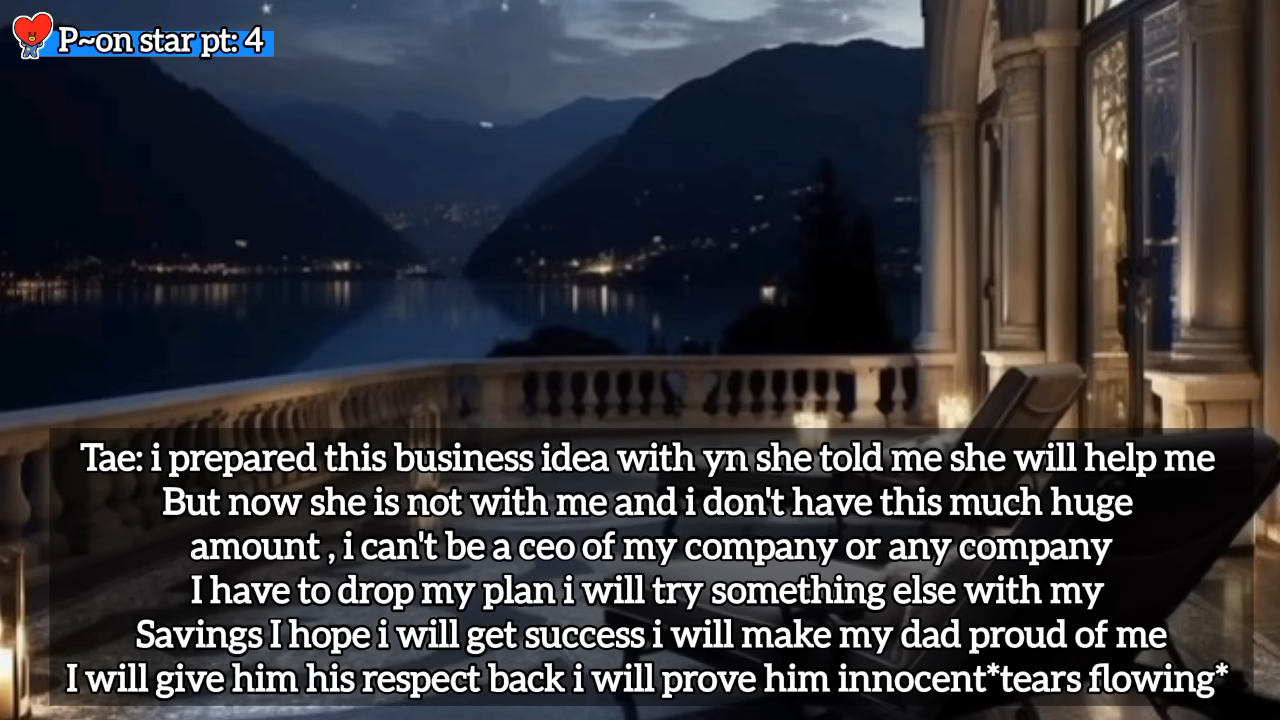 P~on star pt: 4
Tae: i prepared this business idea with yn she told me she will help me
But now she is not with me and i don't have this much huge
amount , i can't be a ceo of my company or any company
I have to drop my plan i will try something else with my
Savings I hope i will get success i will make my dad proud of me
I will give him his respect back i will prove him innocent*tears flowing*